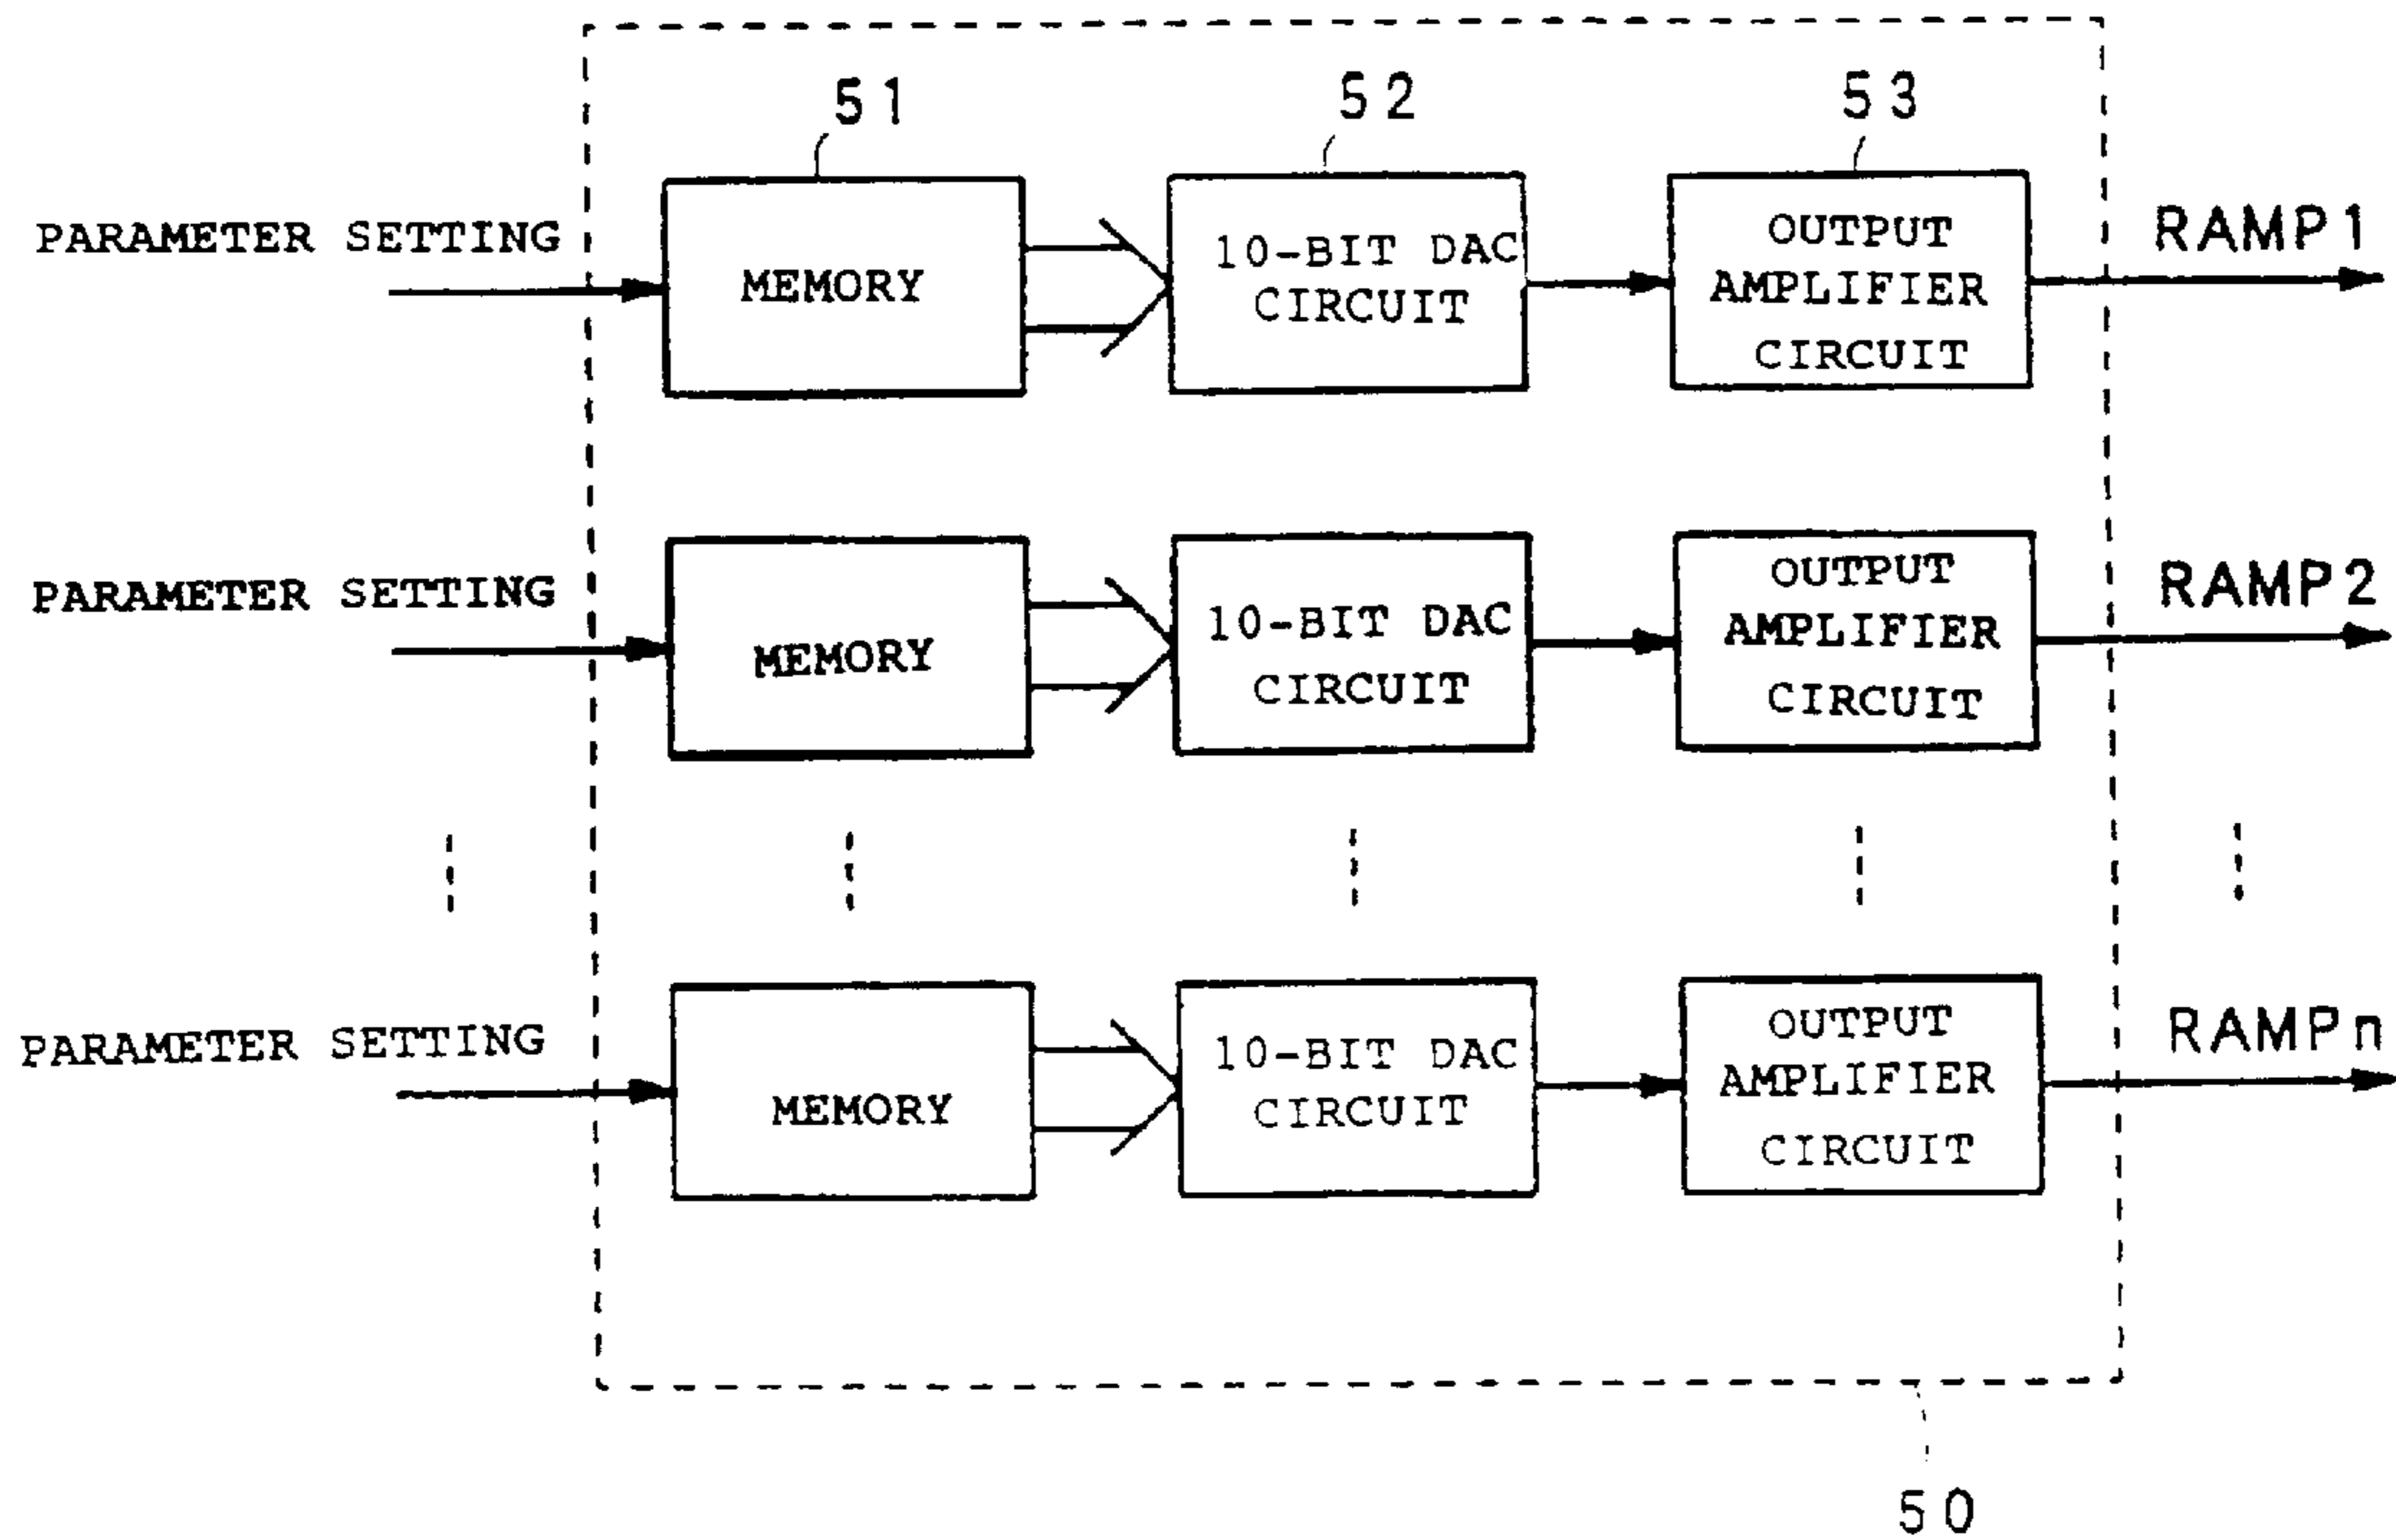 51
52
53
PARAMETER SETTING
MEMORY
10-BIT DAC
CIRCUIT
OUTPUT
AMPLIFIER
CIRCUIT
RAMP1
PARAMETER SETTING
MEMORY
10-BIT DAC
CIRCUIT
OUTPUT
AMPLIFIER
CIRCUIT
RAMP2
PARAMETER SETTING
MEMORY
10-BIT DAC
CIRCUIT
OUTPUT
AMPLIFIER
CIRCUIT
RAMPn
50